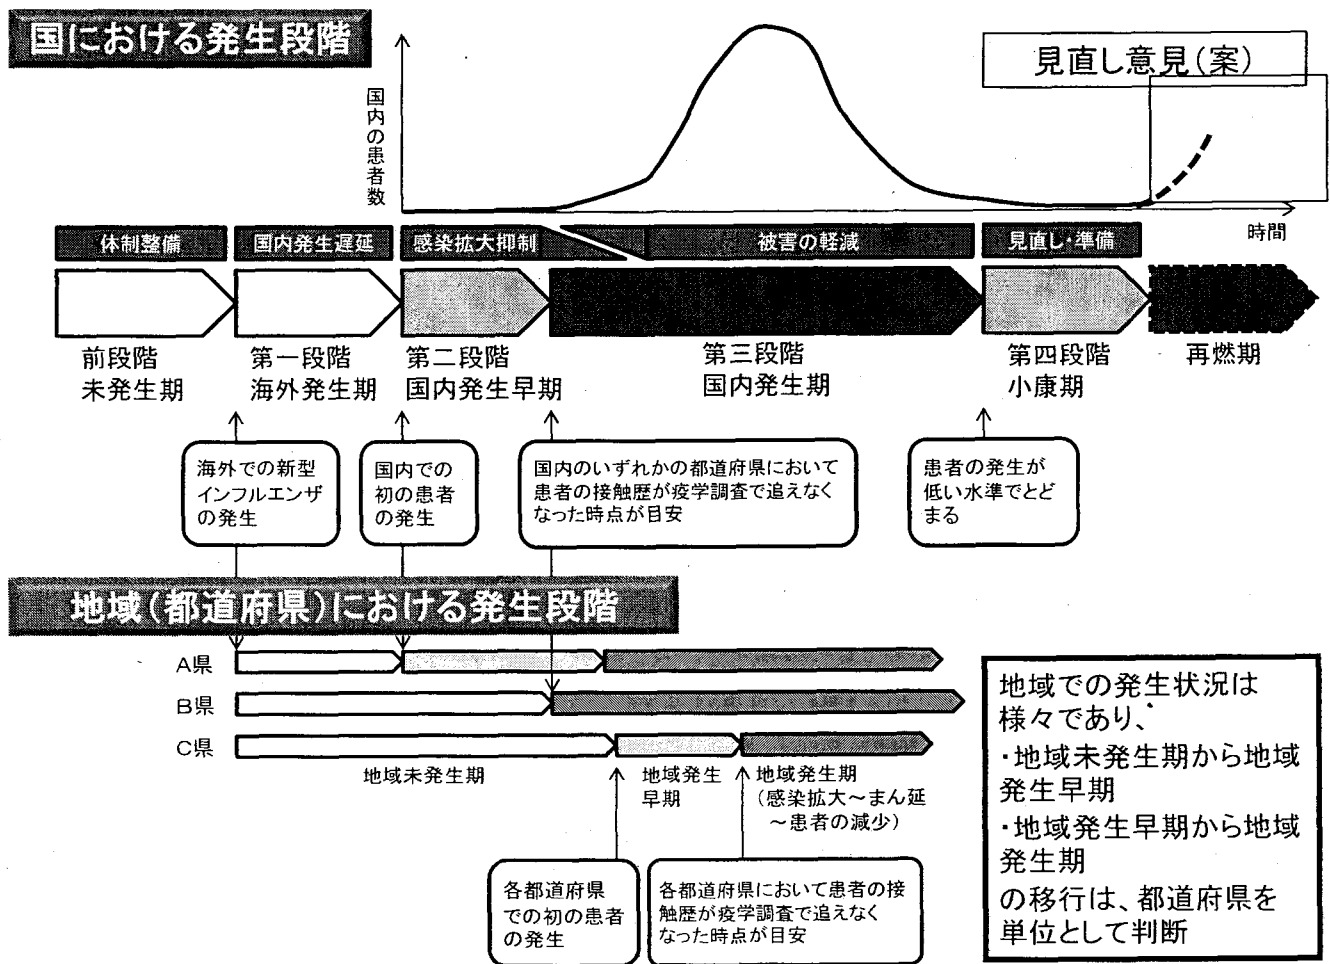 国における発生段階
見直し意見(案)
国内の患者数
時間
体制整備
国内発生遅延
感染拡大抑制
被害の軽減
見直し・準備
前段階
未発生期
第一段階
海外発生期
第二段階
国内発生早期
第三段階
国内発生期
第四段階
小康期
再燃期
海外での新型
インフルエンザ
の発生
国内での
初の患者
の発生
国内のいずれかの都道府県において
患者の接触歴が疫学調査で追えなく
なった時点が目安
患者の発生が
低い水準でとど
まる
地域(都道府県)における発生段階
A県
B県
C県
地域未発生期
地域発生
早期
地域発生期
(感染拡大~まん延
~患者の減少)
各都道府県
での初の患者
の発生
各都道府県において患者の接
触歴が疫学調査で追えなく
なった時点が目安
地域での発生状況は
様々であり、
・地域未発生期から地域
発生早期
・地域発生早期から地域
発生期
の移行は、都道府県を
単位として判断